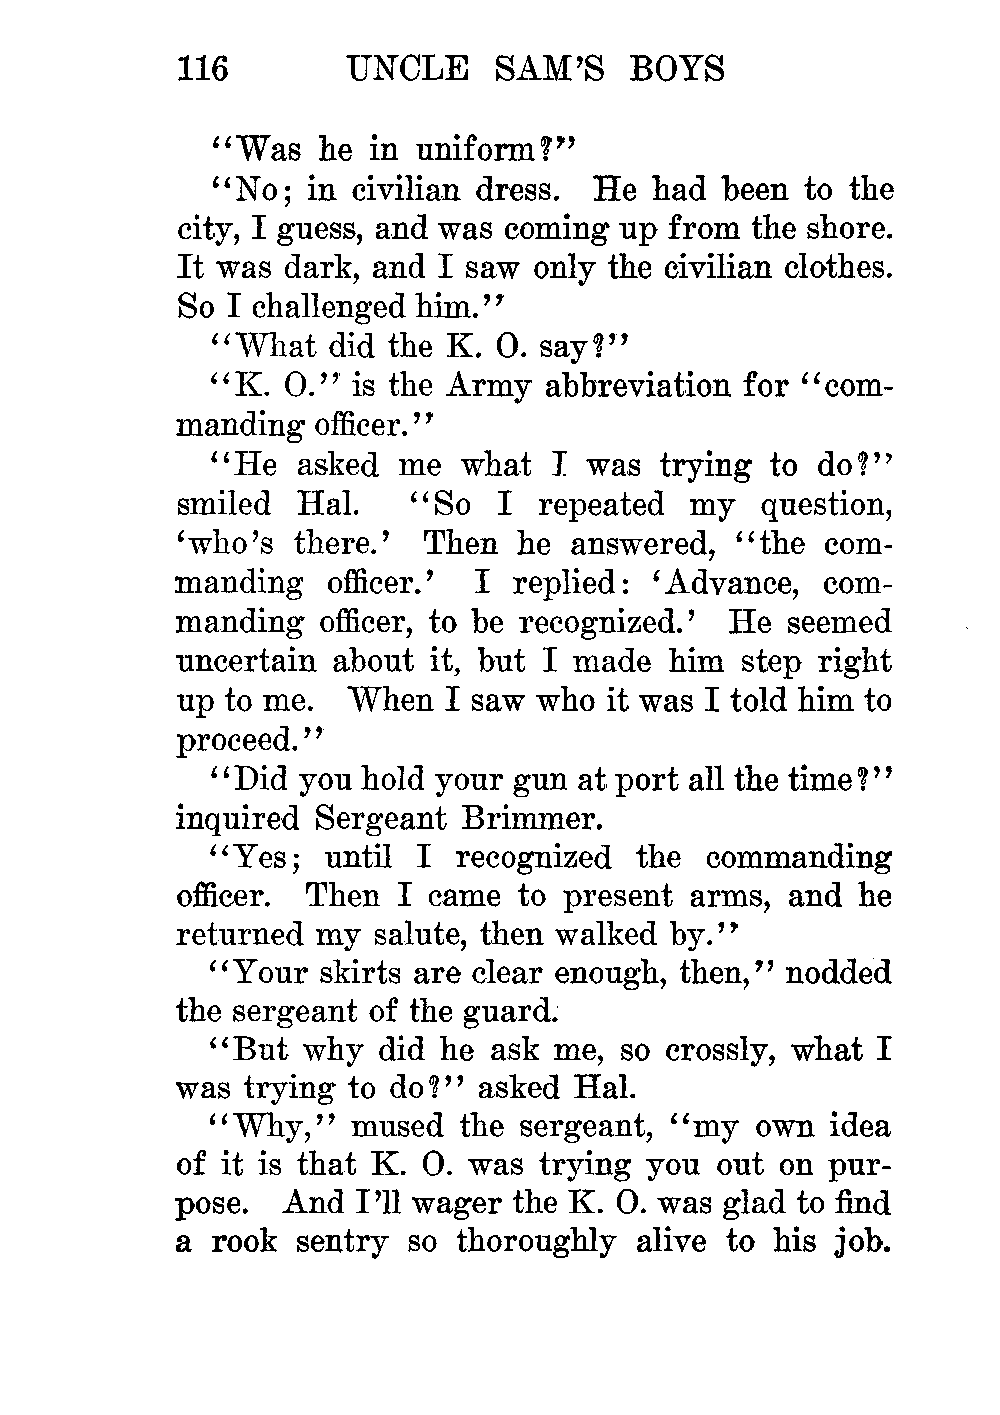 116 UNCLE SAM'S BOYS
"Was he in uniform?"
"No; in civilian dress. He had been to the
city, I guess, and was coming up from the shore.
It was dark, and I saw only the civilian clothes.
So I challenged him."
"What did the K. O. say?"
"K. O." is the Army abbreviation for "com-
manding officer."
"He asked me what I was trying to do?"
smiled Hal. "So I repeated my question,
'who's there.' Then he answered, "the com-
manding officer.' I replied: 'Advance, com-
manding officer, to be recognized.' He seemed
uncertain about it, but I made him step right
up to me. When I saw who it was I told him to
proceed."
"Did you hold your gun at port all the time?"
inquired Sergeant Brimmer.
"Yes; until I recognized the commanding
officer. Then I came to present arms, and he
returned my salute, then walked by."
"Your skirts are clear enough, then," nodded
the sergeant of the guard.
"But why did he ask me, so crossly, what I
was trying to do?" asked Hal.
"Why," mused the sergeant, "my own idea
of it is that K. O. was trying you out on pur-
pose. And I'll wager the K. O. was glad to find
a rook sentry so thoroughly alive to his job.